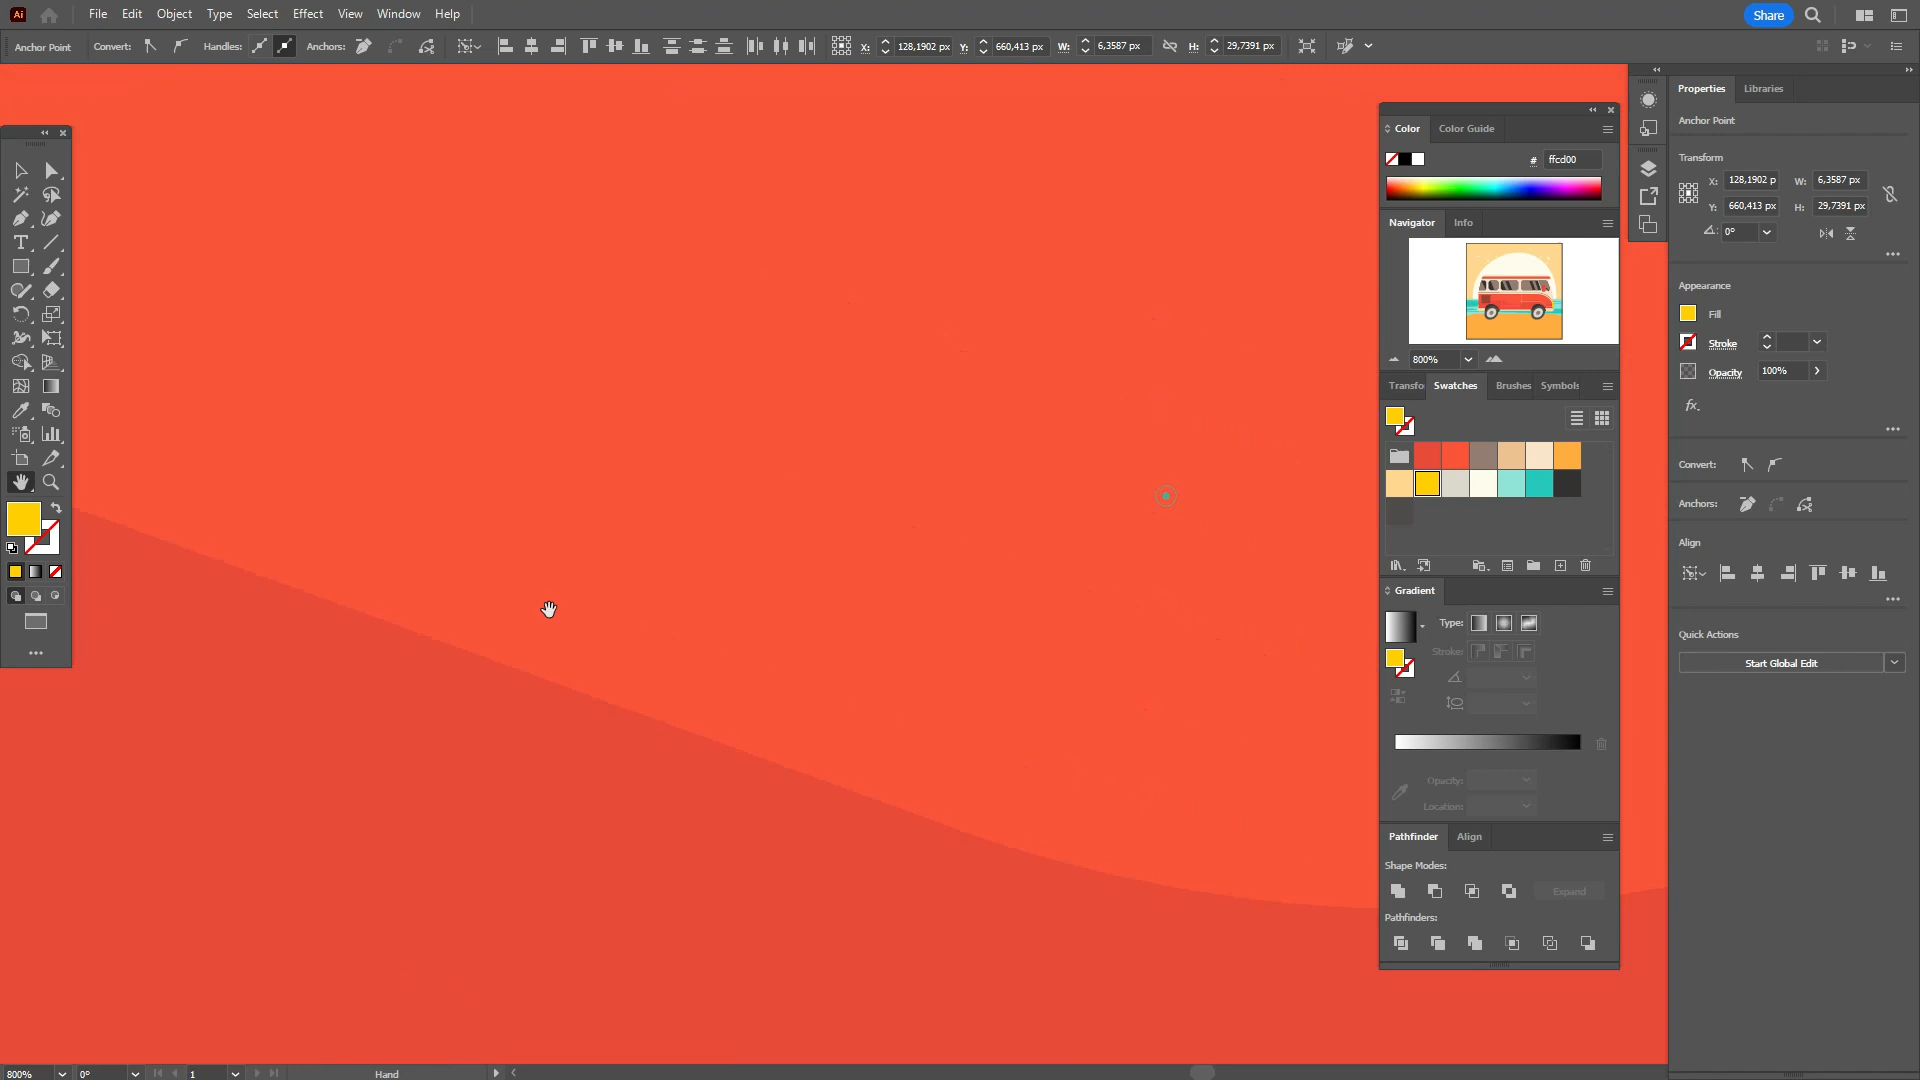 Ai File Edit Object Type Select Effect View Window Help Share
Anchor Point Convert: Handles: Anchors: X: 128,1902 px Y: 660,413 px W: 6,3587 px H: 29,7391 px
Properties Libraries
Anchor Point
Transform
X: 128,1902 p W: 6,3587 px
Y: 660,413 px H: 29,7391 px
0°
Appearance
Fill
Stroke
Opacity 100%
fx.
Convert:
Anchors:
Align
Quick Actions
Start Global Edit
Color Color Guide
# ffcd00
Navigator Info
800%
Transfo Swatches Brushes Symbols
Gradient
Type:
Stroke:
Opacity:
Location:
Pathfinder Align
Shape Modes:
Expand
Pathfinders:
800% 0° 1 Hand